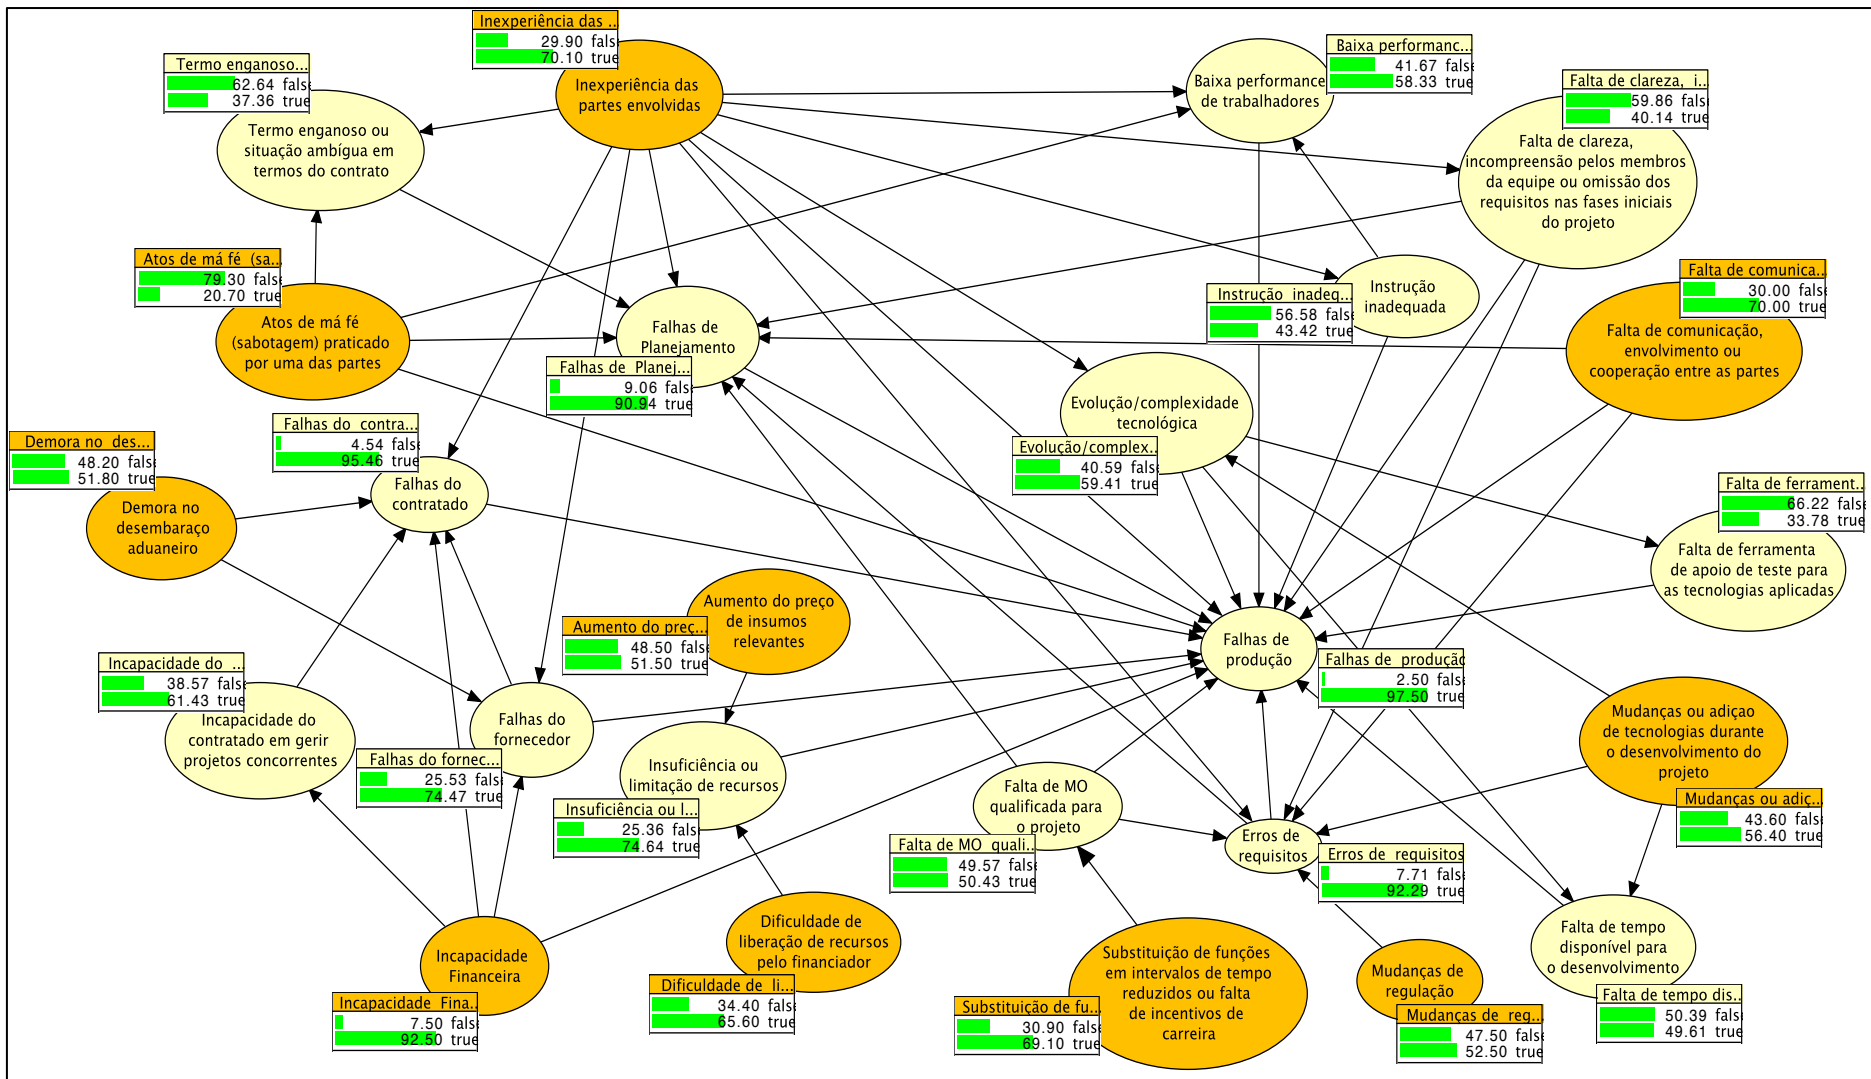 Inexperiência das ...
29.90 false
70.10 true
Inexperiência das
partes envolvidas
Termo enganoso...
62.64 false
37.36 true
Termo enganoso ou
situação ambígua em
termos do contrato
Baixa performanc...
41.67 false
58.33 true
Baixa performance
de trabalhadores
Falta de clareza, i...
59.86 false
40.14 true
Falta de clareza,
incompreensão pelos membros
da equipe ou omissão dos
requisitos nas fases iniciais
do projeto
Atos de má fé (sa...
79.30 false
20.70 true
Atos de má fé
(sabotagem) praticado
por uma das partes
Falhas de
Planejamento
Falhas de Planej...
9.06 false
90.94 true
Instrução
inadequada
Instrução inadeq...
56.58 false
43.42 true
Falta de comunica...
30.00 false
70.00 true
Falta de comunicação,
envolvimento ou
cooperação entre as partes
Evolução/complexidade
tecnológica
Evolução/complex...
40.59 false
59.41 true
Falhas do contra...
4.54 false
95.46 true
Falhas do
contratado
Demora no des...
48.20 false
51.80 true
Demora no
desembaraço
aduaneiro
Falta de ferrament...
66.22 false
33.78 true
Falta de ferramenta
de apoio de teste para
as tecnologias aplicadas
Aumento do preço
de insumos
relevantes
Aumento do preç...
48.50 false
51.50 true
Falhas de
produção
Falhas de produção
2.50 false
97.50 true
Incapacidade do ...
38.57 false
61.43 true
Incapacidade do
contratado em gerir
projetos concorrentes
Falhas do
fornecedor
Falhas do fornec...
25.53 false
74.47 true
Insuficiência ou
limitação de recursos
Insuficiência ou l...
25.36 false
74.64 true
Mudanças ou adiçao
de tecnologias durante
o desenvolvimento do
projeto
Mudanças ou adiç...
43.60 false
56.40 true
Falta de MO
qualificada para
o projeto
Falta de MO quali...
49.57 false
50.43 true
Erros de
requisitos
Erros de requisitos
7.71 false
92.29 true
Incapacidade
Financeira
Incapacidade Fina...
7.50 false
92.50 true
Dificuldade de
liberação de recursos
pelo financiador
Dificuldade de li...
34.40 false
65.60 true
Substituição de funções
em intervalos de tempo
reduzidos ou falta
de incentivos de
carreira
Substituição de fu...
30.90 false
69.10 true
Mudanças de
regulação
Mudanças de reg...
47.50 false
52.50 true
Falta de tempo
disponível para
o desenvolvimento
Falta de tempo dis...
50.39 false
49.61 true